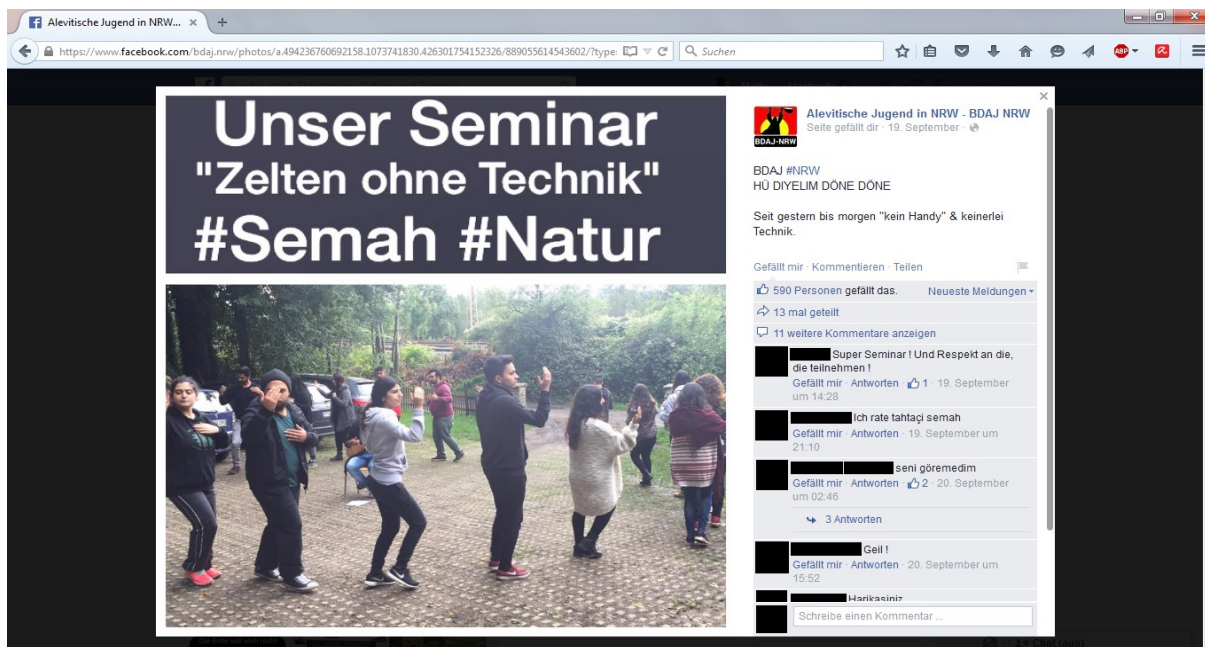 Alevitische Jugend in NRW... ×
+
https://www.facebook.com/bdaj.nrw/photos/a.494236760692158.1073741830.426301754152326/889055614543602/?type:
Suchen
ABP
Unser Seminar
"Zelten ohne Technik"
#Semah #Natur
BDAJ-NRW
Alevitische Jugend in NRW - BDAJ NRW
Seite gefällt dir · 19. September ·
BDAJ #NRW
HÜ DIYELIM DÖNE DÖNE
Seit gestern bis morgen "kein Handy" & keinerlei
Technik.
Gefällt mir · Kommentieren · Teilen
590 Personen gefällt das.
Neueste Meldungen
13 mal geteilt
11 weitere Kommentare anzeigen
Super Seminar ! Und Respekt an die,
die teilnehmen !
Gefällt mir · Antworten · 1 · 19. September
um 14:28
Ich rate tahtaçi semah
Gefällt mir · Antworten · 19. September um
21:10
seni göremedim
Gefällt mir · Antworten · 2 · 20. September
um 02:46
3 Antworten
Geil !
Gefällt mir · Antworten · 20. September um
15:52
Harikasiniz
Schreibe einen Kommentar ...
Chat (aus)